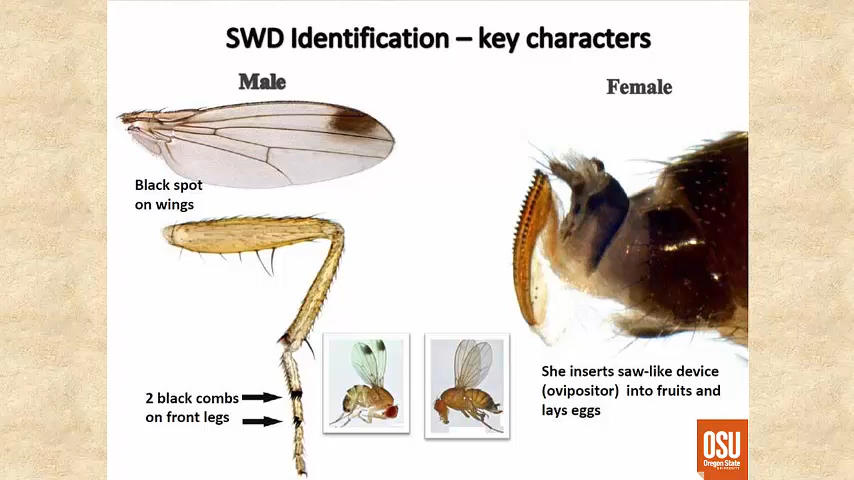 SWD Identification – key characters
Male
Female
Black spot
on wings
2 black combs
on front legs
She inserts saw-like device
(ovipositor) into fruits and
lays eggs
OSU
Oregon State
UNIVERSITY